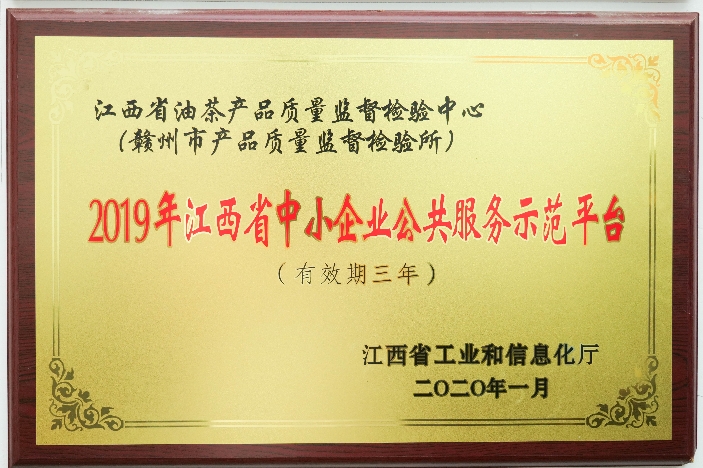 江西省油茶产品质量监督检验中心
（赣州市产品质量监督检验所）
2019年江西省中小企业公共服务示范平台
（有效期三年）
江西省工业和信息化厅
二〇二〇年一月